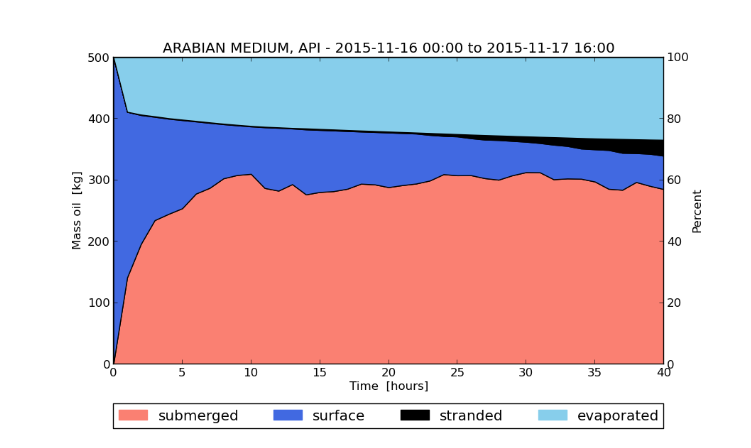 ARABIAN MEDIUM, API - 2015-11-16 00:00 to 2015-11-17 16:00
500
400
300
200
100
0
Mass oil [kg]
100
80
60
40
20
0
Percent
0 5 10 15 20 25 30 35 40
Time [hours]
submerged surface stranded evaporated